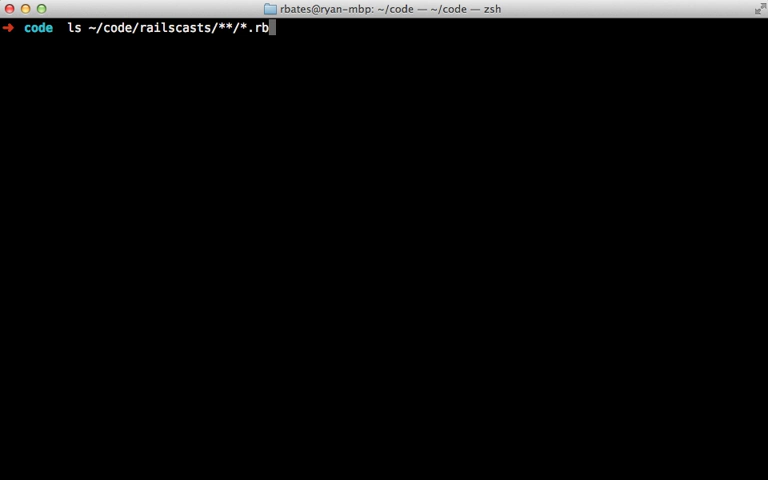 rbates@ryan-mbp: ~/code — ~/code — zsh
➜ code ls ~/code/railscasts/**/*.rb